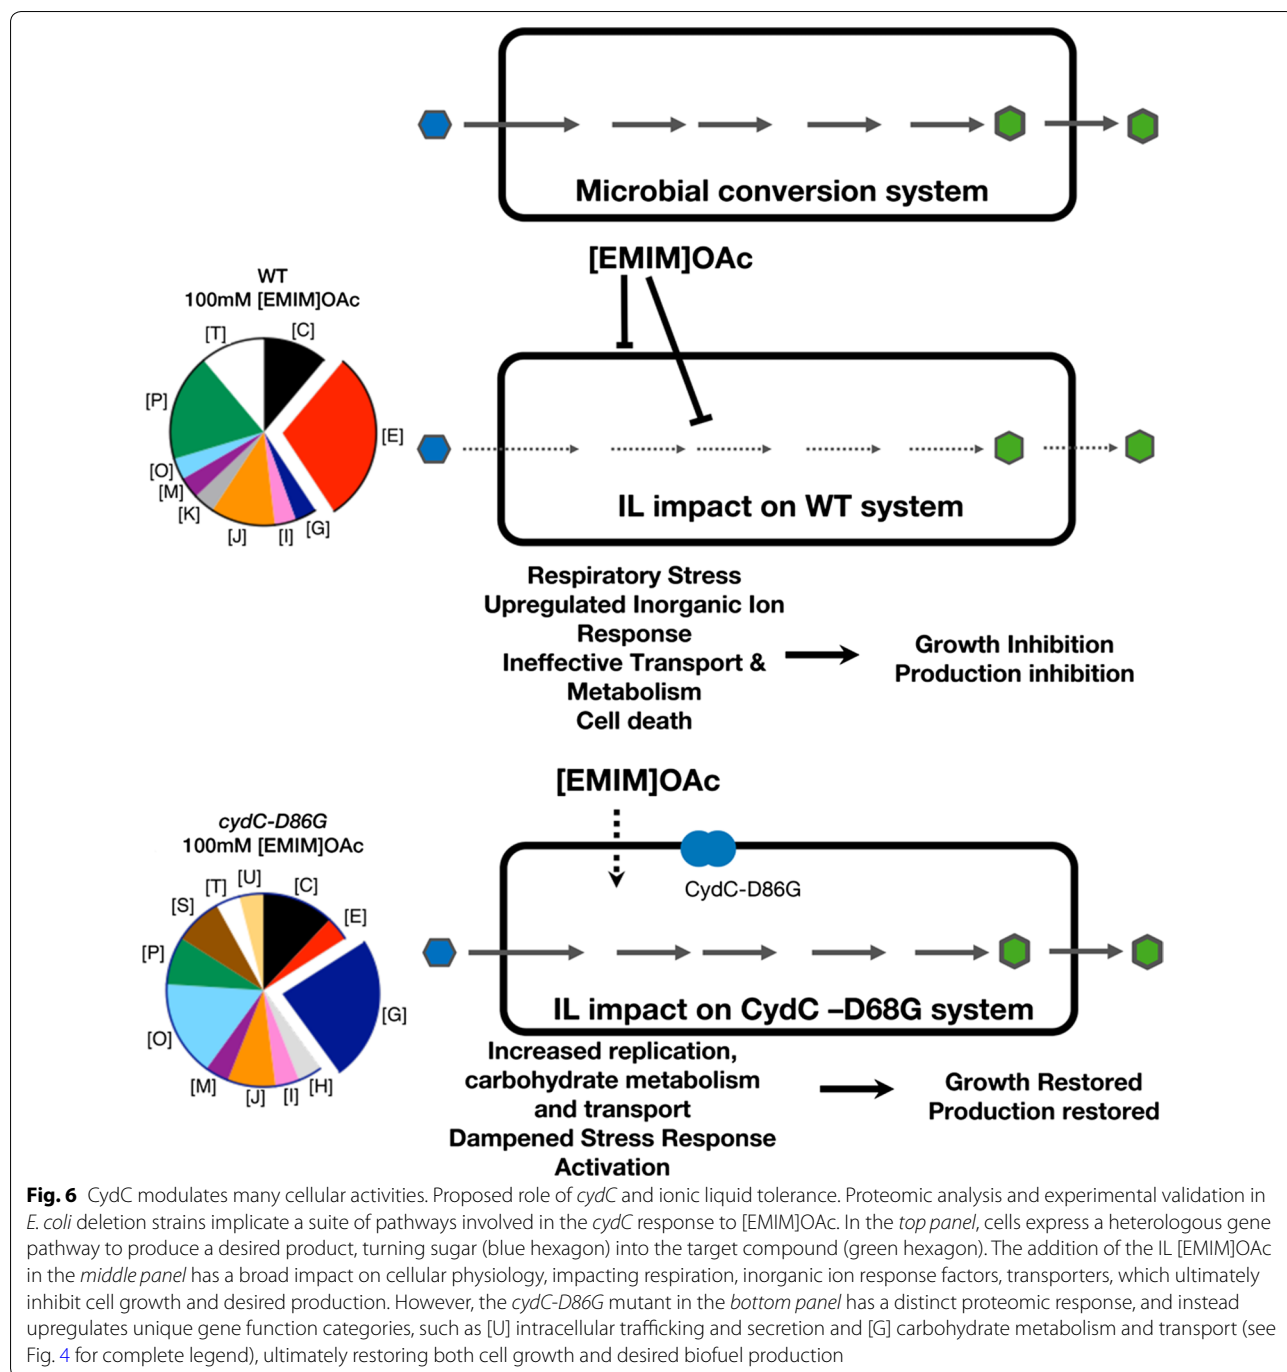 Microbial conversion system
[EMIM]OAc
WT
100mM [EMIM]OAc
[T]
[C]
[P]
[E]
[O]
[M]
[K]
[J]
[I]
[G]
IL impact on WT system
Respiratory Stress
Upregulated Inorganic Ion
Response
Ineffective Transport &
Metabolism
Cell death
Growth Inhibition
Production inhibition
[EMIM]OAc
cydC-D86G
100mM [EMIM]OAc
[U]
[T]
[C]
[S]
[E]
[P]
[G]
[O]
[M]
[J]
[I]
[H]
CydC-D86G
IL impact on CydC –D68G system
Increased replication,
carbohydrate metabolism
and transport
Dampened Stress Response
Activation
Growth Restored
Production restored
Fig. 6 CydC modulates many cellular activities. Proposed role of cydC and ionic liquid tolerance. Proteomic analysis and experimental validation in
E. coli deletion strains implicate a suite of pathways involved in the cydC response to [EMIM]OAc. In the top panel, cells express a heterologous gene
pathway to produce a desired product, turning sugar (blue hexagon) into the target compound (green hexagon). The addition of the IL [EMIM]OAc
in the middle panel has a broad impact on cellular physiology, impacting respiration, inorganic ion response factors, transporters, which ultimately
inhibit cell growth and desired production. However, the cydC-D86G mutant in the bottom panel has a distinct proteomic response, and instead
upregulates unique gene function categories, such as [U] intracellular trafficking and secretion and [G] carbohydrate metabolism and transport (see
Fig. 4 for complete legend), ultimately restoring both cell growth and desired biofuel production